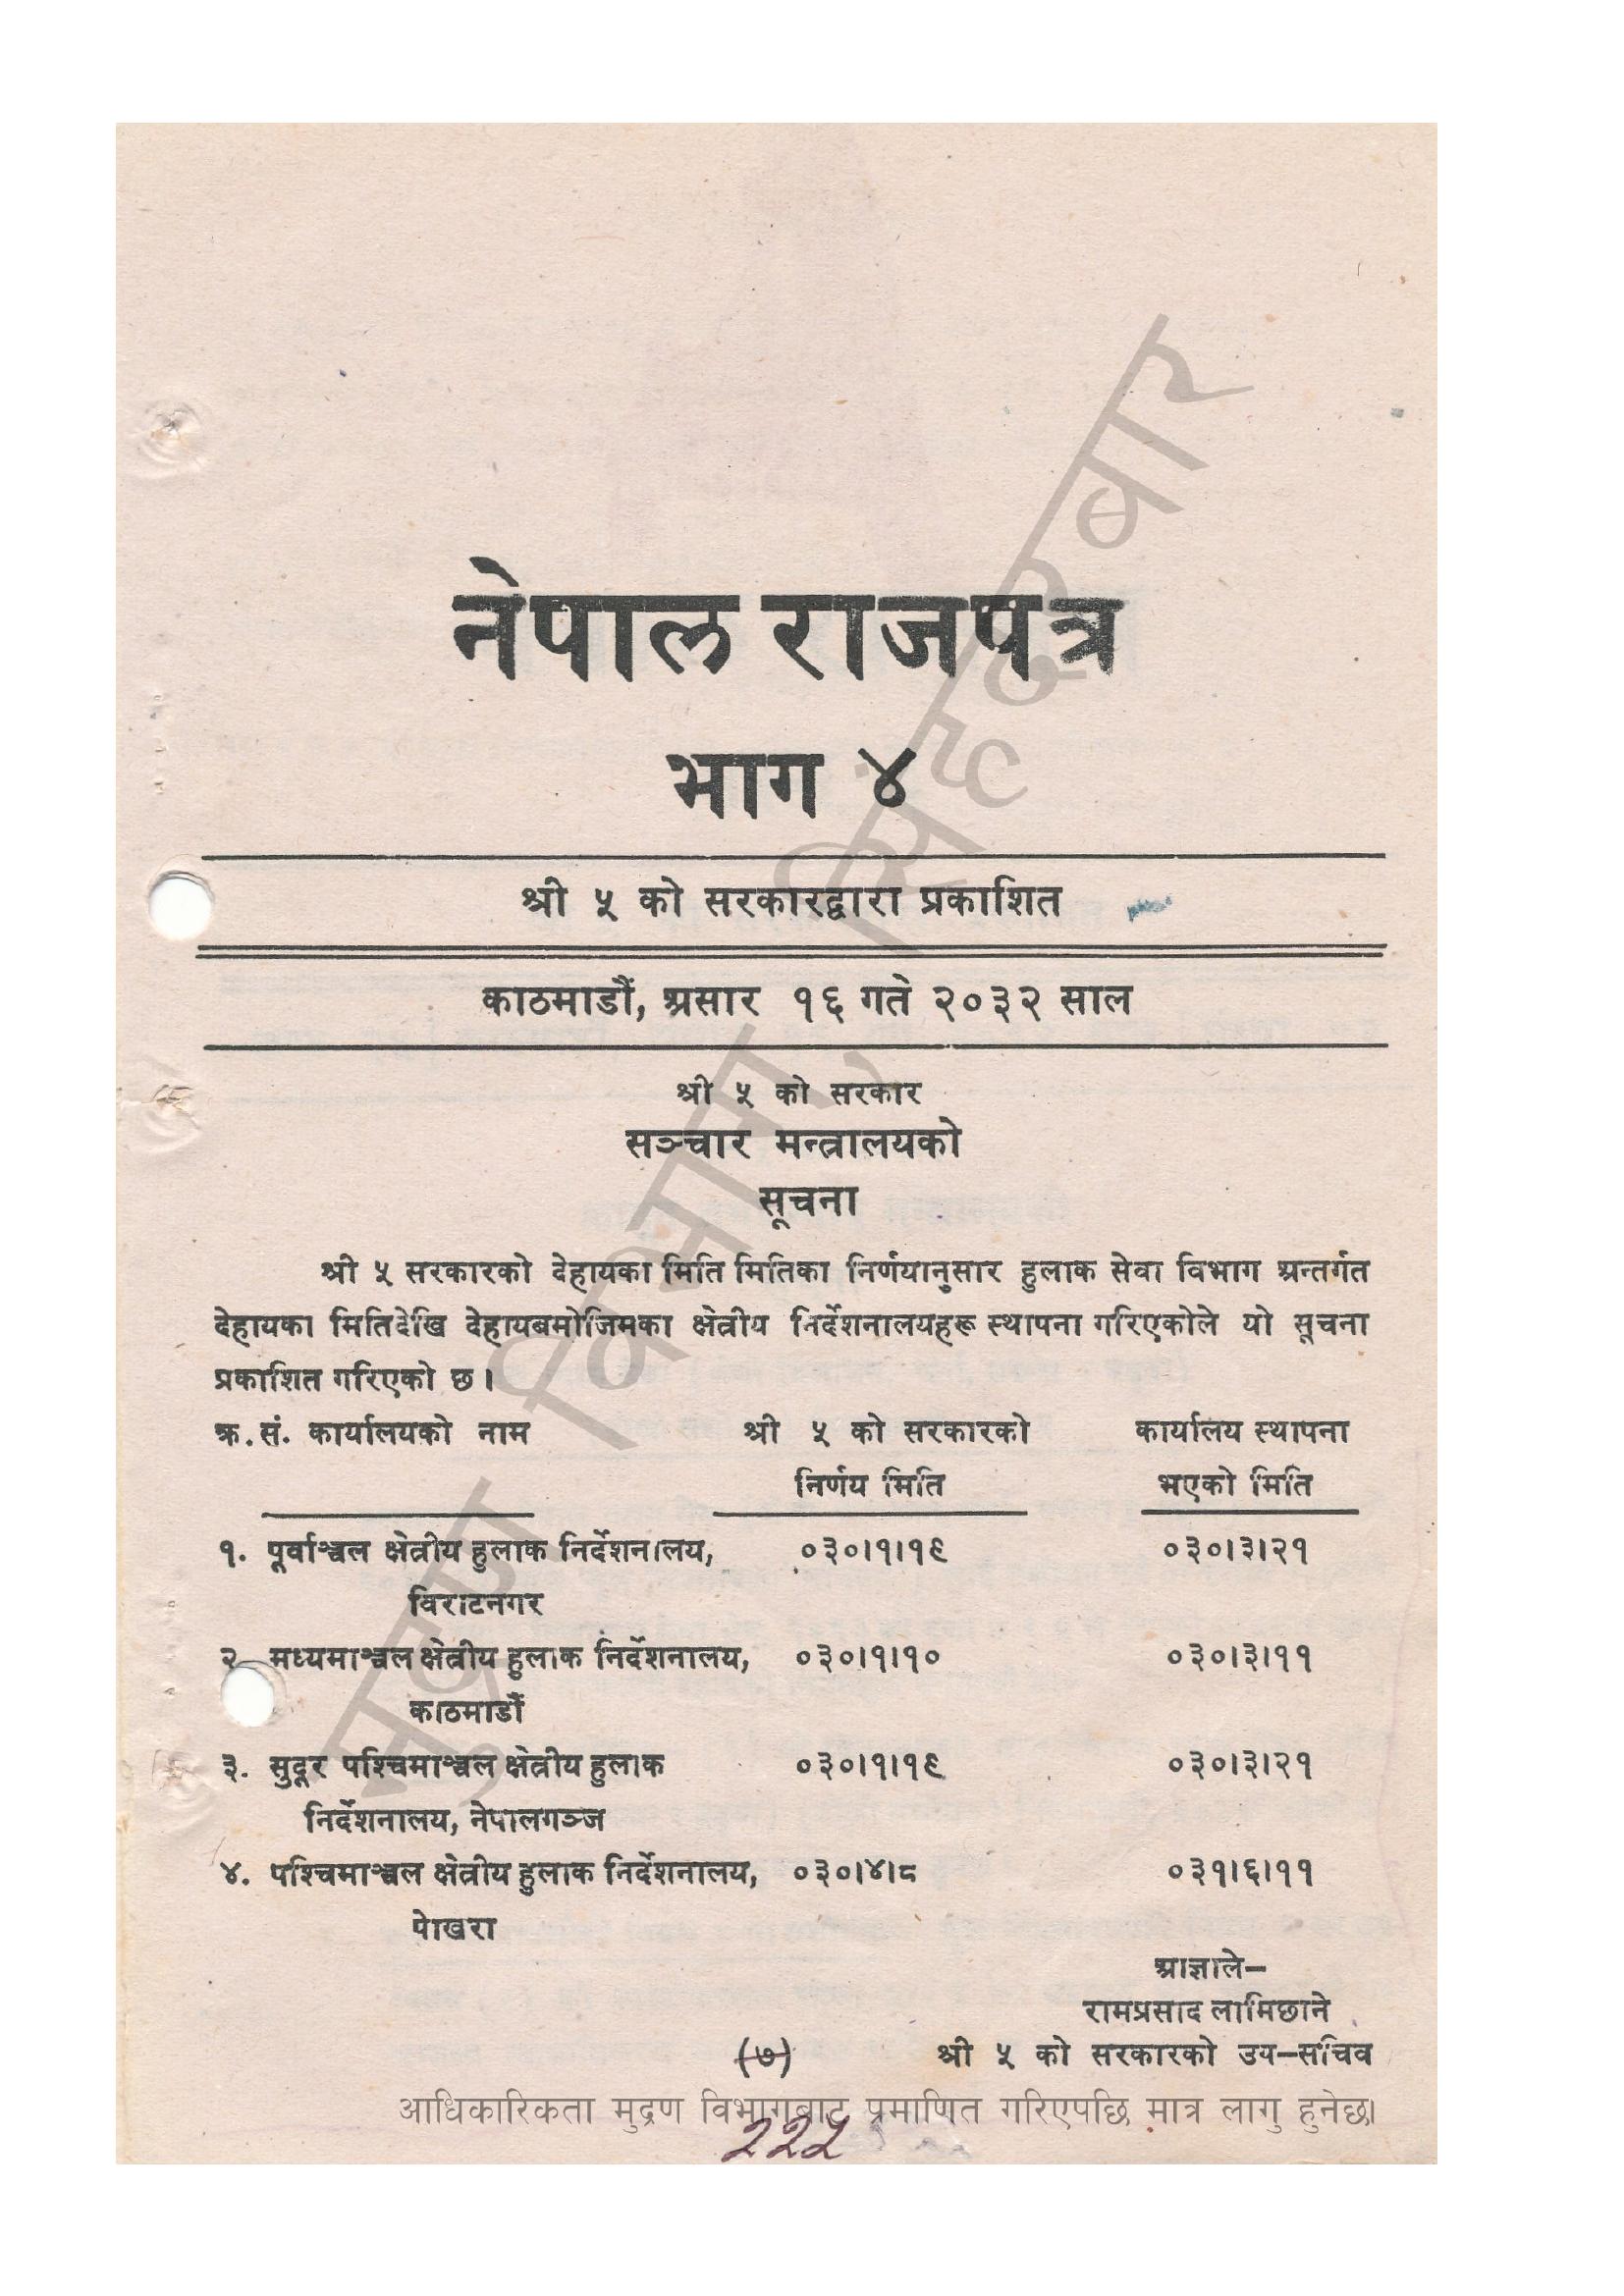 नेपाल राजपत्र
भाग ४
श्री ५ को सरकारद्वारा प्रकाशित
काठमाडौं, असार १६ गते २०३२ साल
श्री ५ को सरकार
सञ्चार मन्त्रालयको
सूचना
श्री ५ सरकारको देहायका मिति मितिका निर्णयानुसार हुलाक सेवा विभाग अन्तर्गत
देहायका मितिदेखि देहायबमोजिमका क्षेत्रीय निर्देशनालयहरू स्थापना गरिएकोले यो सूचना
प्रकाशित गरिएको छ।
क्र.सं. कार्यालयको नाम श्री ५ को सरकारको कार्यालय स्थापना
निर्णय मिति भएको मिति
१. पूर्वाञ्चल क्षेत्रीय हुलाक निर्देशनालय, ०३०।१।१९ ०३०।३।२१
विराटनगर
२. मध्यमाञ्चल क्षेत्रीय हुलाक निर्देशनालय, ०३०।१।१० ०३०।३।११
काठमाडौं
३. सुदूर पश्चिमाञ्चल क्षेत्रीय हुलाक ०३०।१।१९ ०३०।३।२१
निर्देशनालय, नेपालगञ्ज
४. पश्चिमाञ्चल क्षेत्रीय हुलाक निर्देशनालय, ०३०।४।८ ०३१।६।११
पोखरा
आज्ञाले–
रामप्रसाद लामिछाने
(७) श्री ५ को सरकारको उप–सचिव
आधिकारिकता मुद्रण विभागबाट प्रमाणित गरिएपछि मात्र लागु हुनेछ।
२२५
मुद्रण विभाग, सिंहदरबार